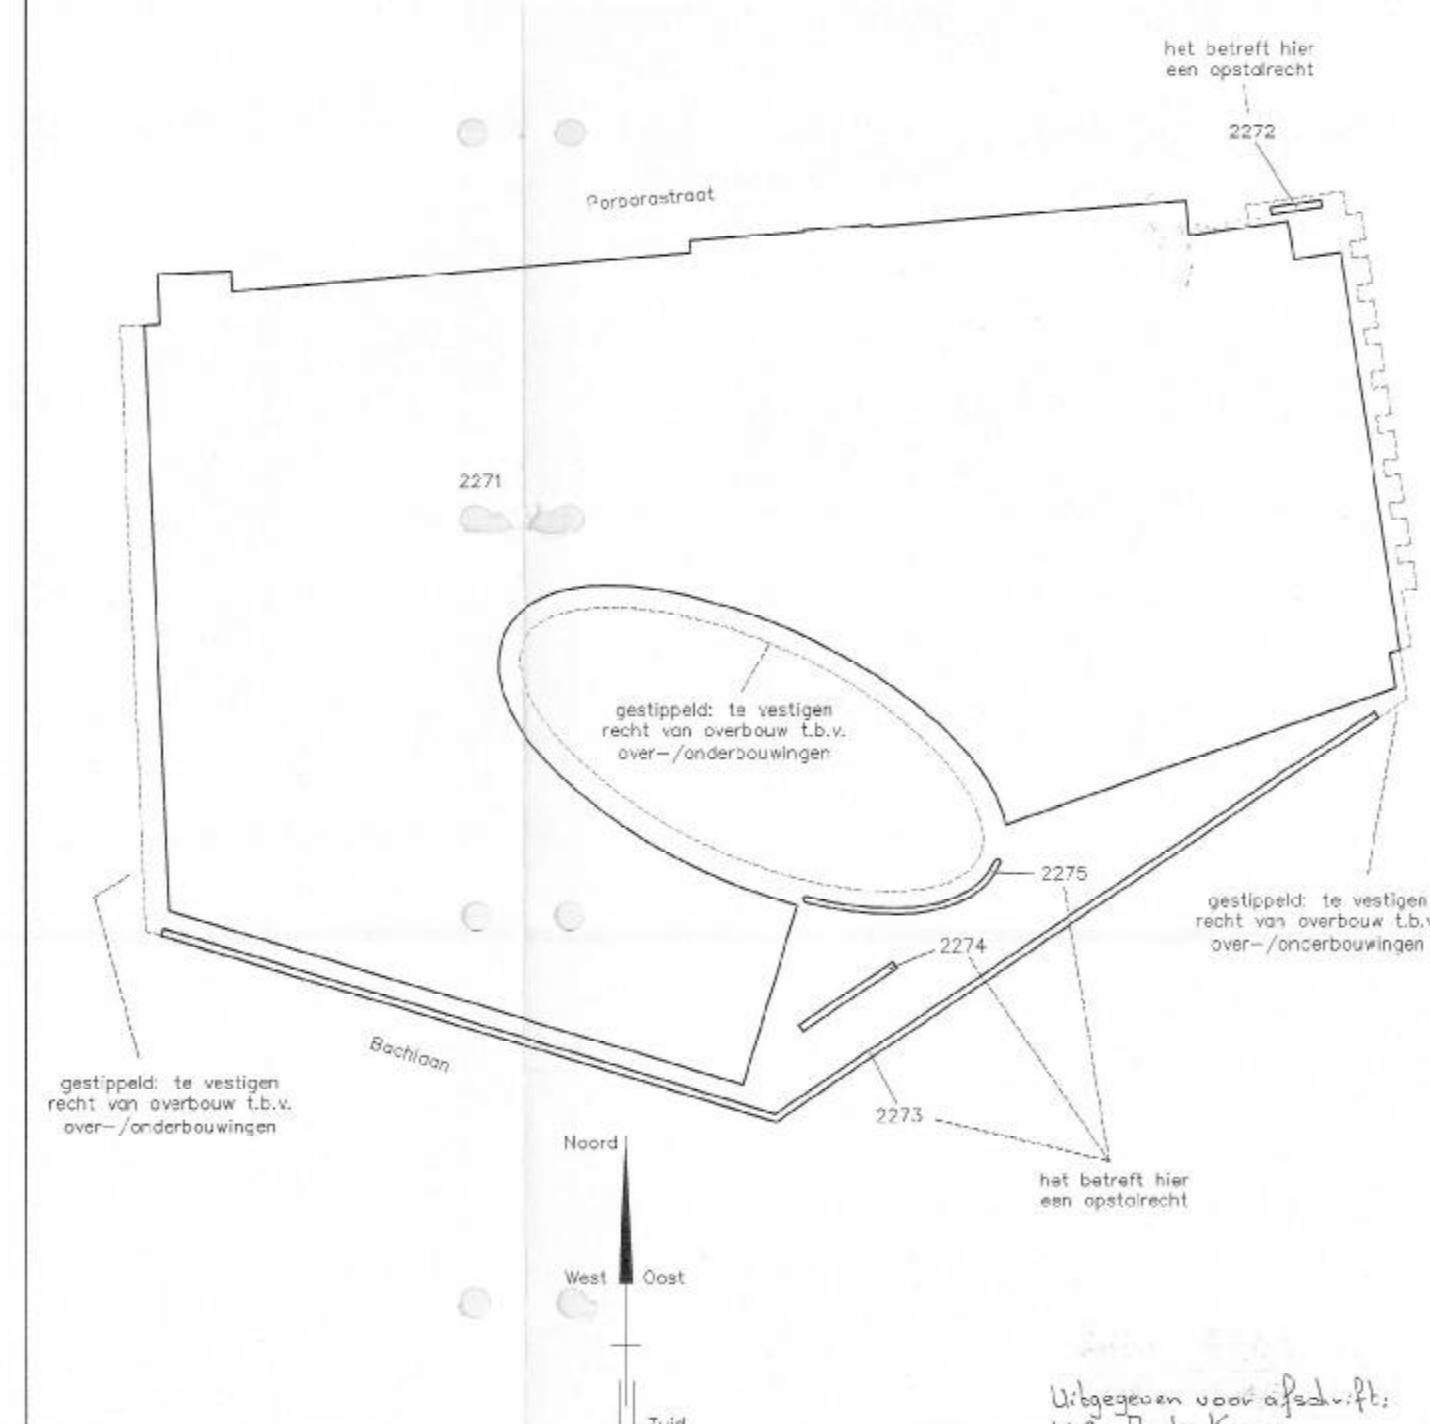 het betreft hier
een opstalrecht
2272
Porporastraat
2271
gestippeld: te vestigen
recht van overbouw t.b.v.
over-/onderbouwingen
2275
gestippeld: te vestigen
recht van overbouw t.b.v
over-/onderbouwingen
2274
Bachlaan
gestippeld: te vestigen
recht van overbouw t.b.v.
over-/onderbouwingen
2273
Noord
het betreft hier
een opstalrecht
West Oost
Uitgegeven voor afschrift:
Zuid